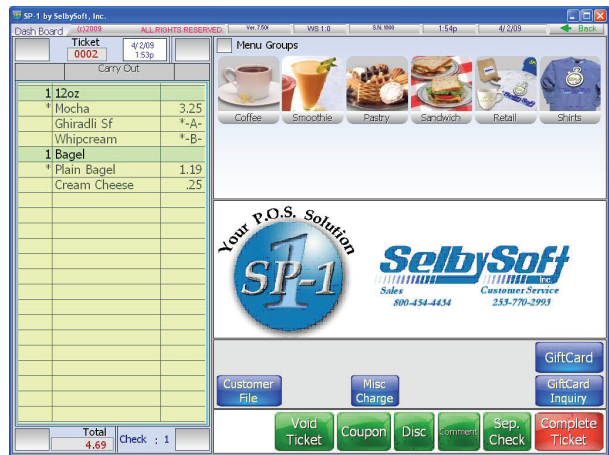 SP-1 by SelbySoft, Inc.
Dash Board (c)2009 ALL RIGHTS RESERVED Ver. 7.50r WS 1:0 S/N. 1000 1:54p 4/ 2/09 Back
Ticket
0002
4/ 2/09
1:53p
Menu Groups
Carry Out
Coffee Smoothie Pastry Sandwich Retail Shirts
1 12oz
* Mocha 3.25
Ghiradli Sf *-A-
Whipcream *-B-
1 Bagel
* Plain Bagel 1.19
Cream Cheese .25
Your P.O.S. Solution
SP-1
1
SelbySoft
Inc.
Sales
800-454-4434
Customer Service
253-770-2993
GiftCard
Customer
File
Misc
Charge
GiftCard
Inquiry
Total
4.69
Check : 1
Void
Ticket
Coupon
Disc
comment
Sep.
Check
Complete
Ticket